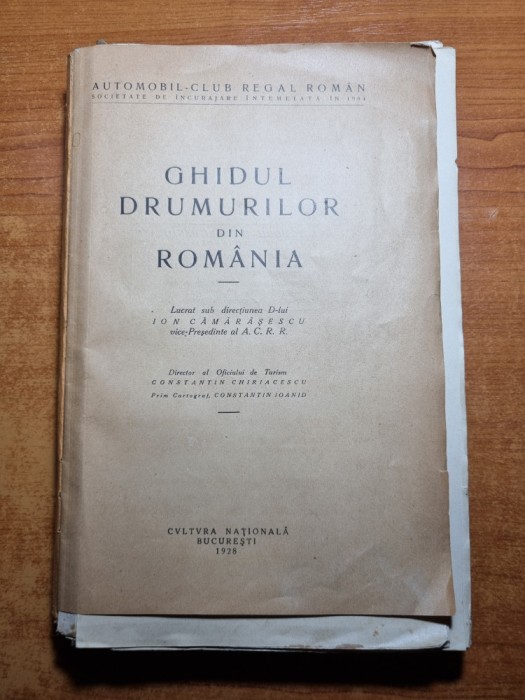 AUTOMOBIL-CLUB REGAL ROMÂN
SOCIETATE DE ÎNCURAJARE ÎNTEMEIATĂ ÎN 1904
GHIDUL
DRUMURILOR
DIN
ROMÂNIA
Lucrat sub direcțiunea D-lui
ION CĂMĂRĂȘESCU
vice-Președinte al A. C. R. R.
Director al Oficiului de Turism
CONSTANTIN CHIRIACESCU
Prim Cartograf, CONSTANTIN IOANID
CVLTVRA NAȚIONALĂ
BUCUREȘTI
1928